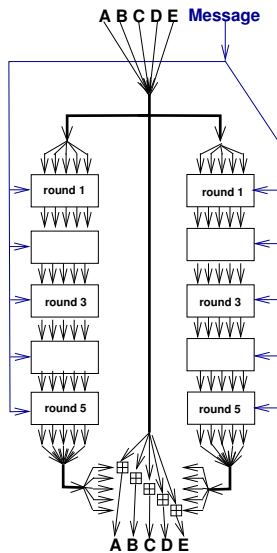 A B C D E Message
round 1 round 1
round 3 round 3
round 5 round 5
A B C D E